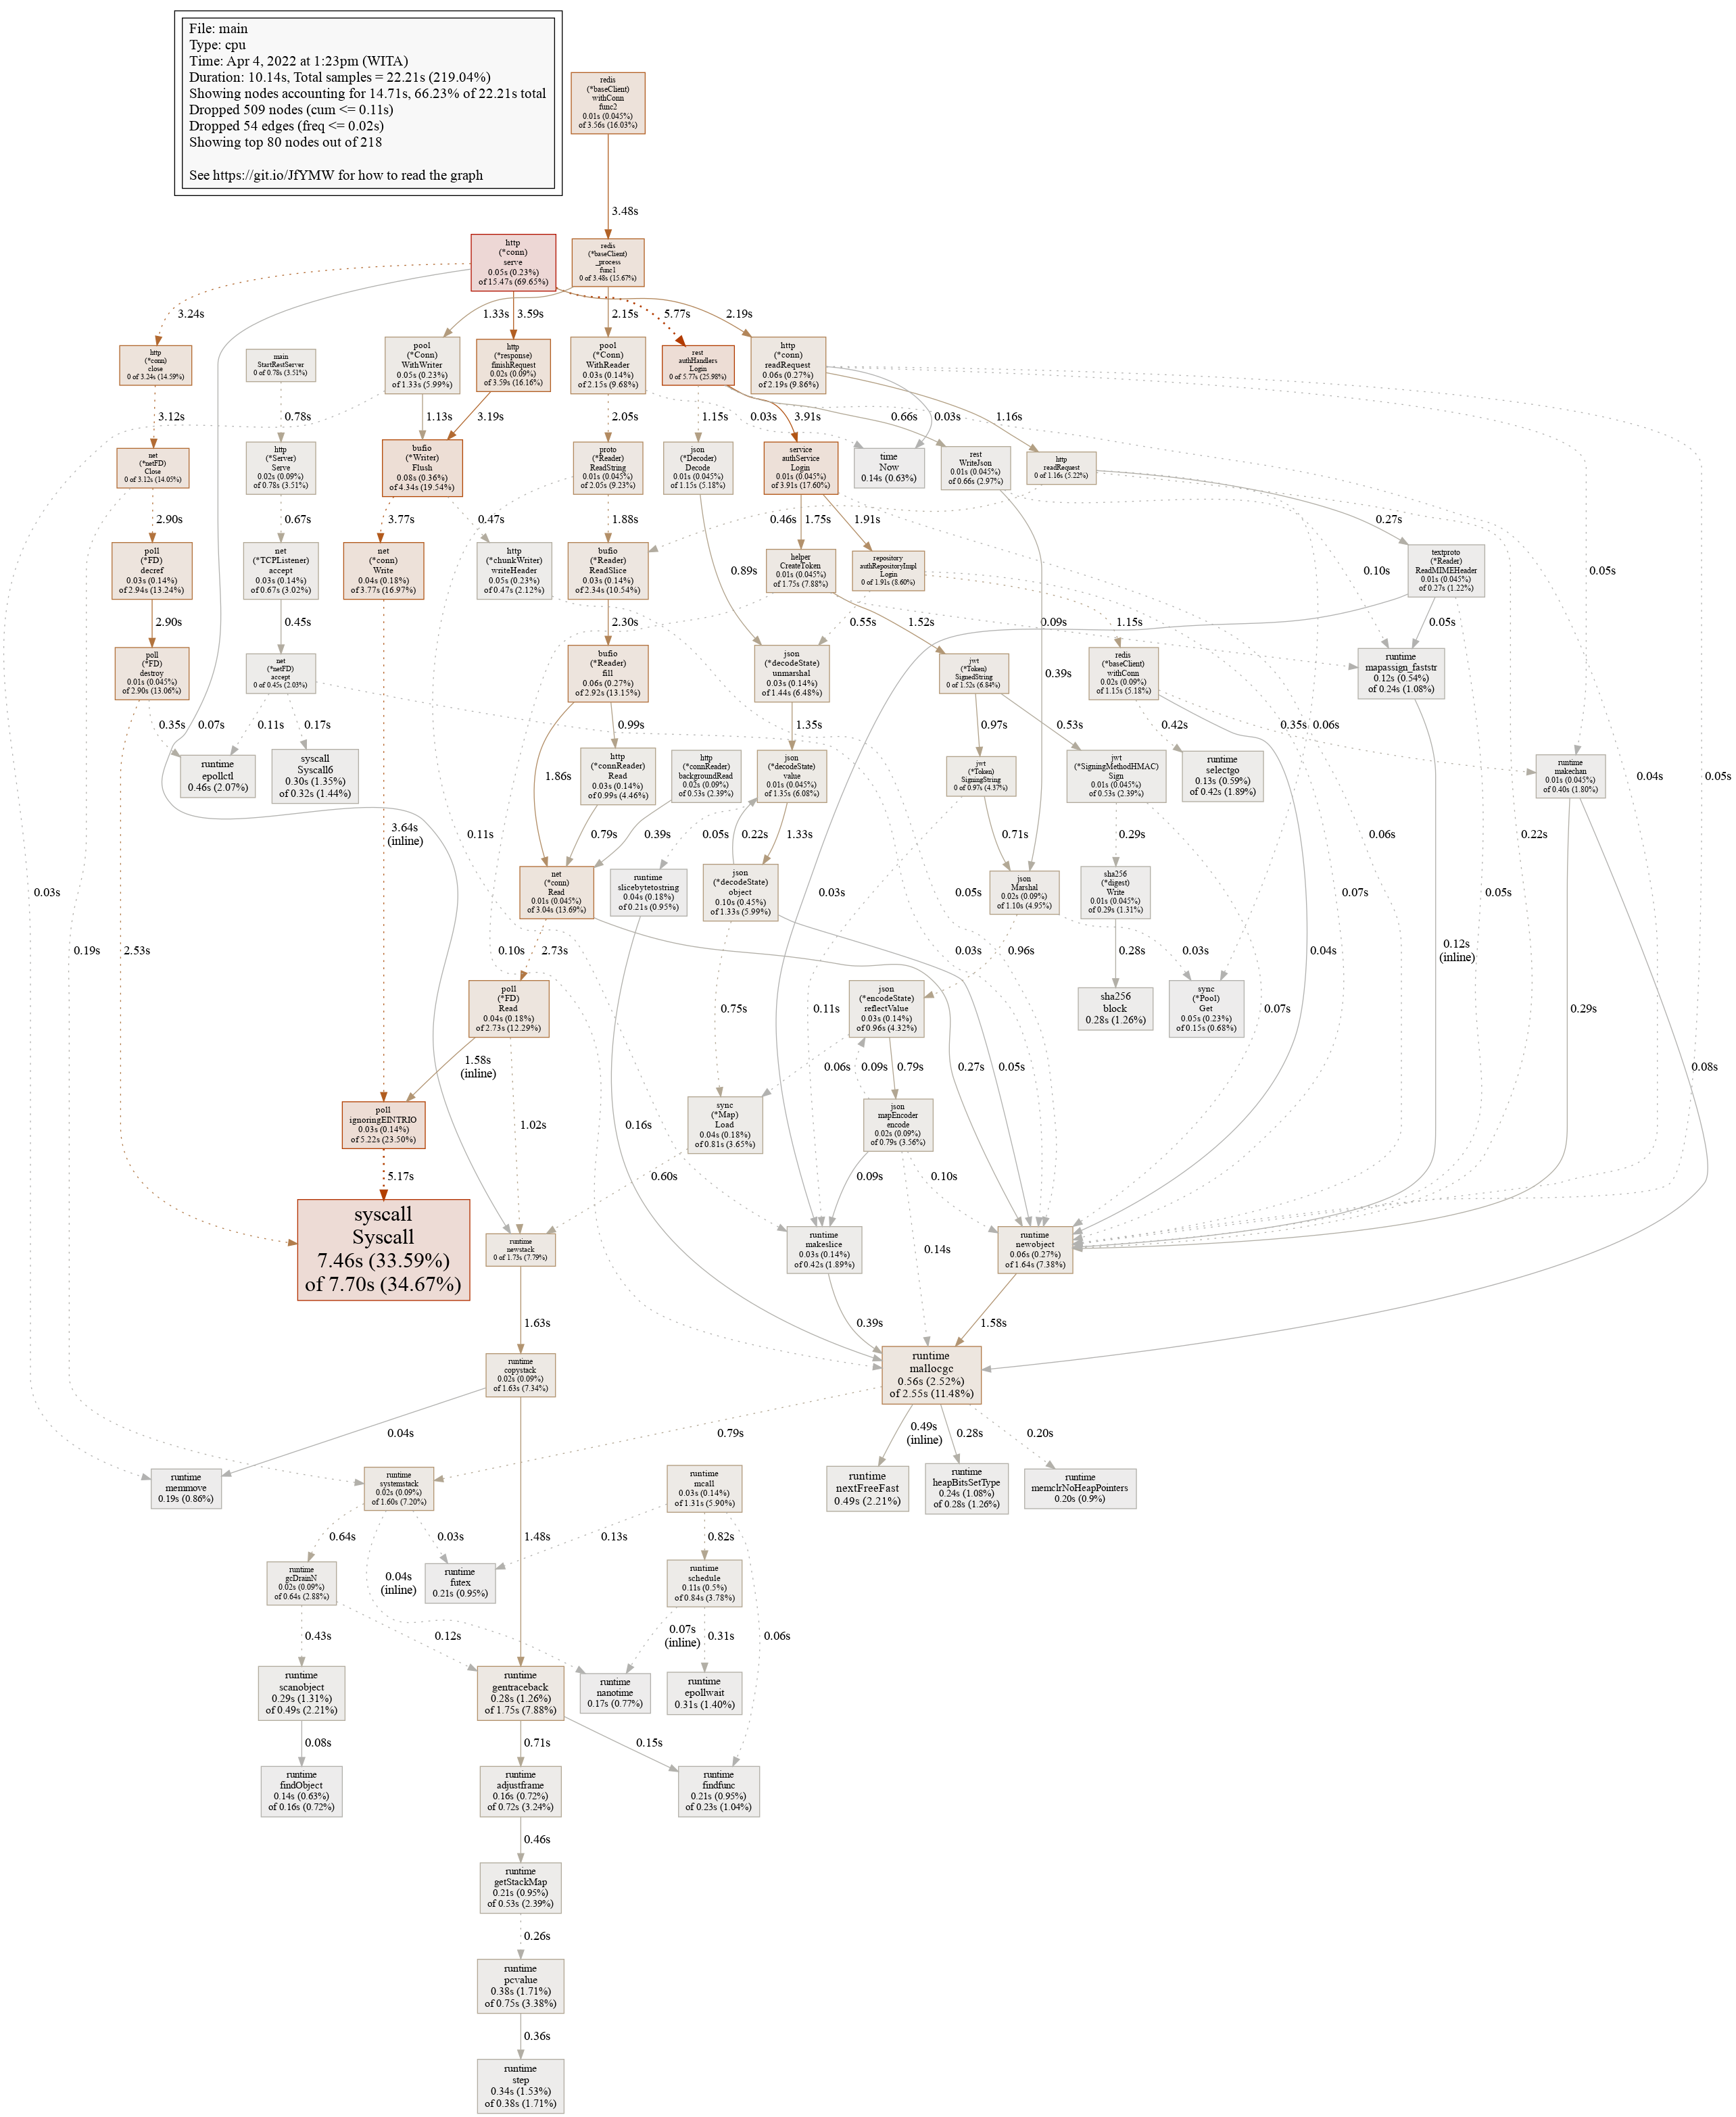 File: main
Type: cpu
Time: Apr 4, 2022 at 1:23pm (WITA)
Duration: 10.14s, Total samples = 22.21s (219.04%)
Showing nodes accounting for 14.71s, 66.23% of 22.21s total
Dropped 509 nodes (cum <= 0.11s)
Dropped 54 edges (freq <= 0.02s)
Showing top 80 nodes out of 218
See https://git.io/JfYMW for how to read the graph
redis
(*baseClient)
withConn
func2
0.01s (0.045%)
of 3.56s (16.03%)
3.48s
http
(*conn)
serve
0.05s (0.23%)
of 15.47s (69.65%)
redis
(*baseClient)
_process
func1
0 of 3.48s (15.67%)
3.24s
1.33s
3.59s
2.15s
5.77s
2.19s
http
(*conn)
close
0 of 3.24s (14.59%)
main
StartRestServer
0 of 0.78s (3.51%)
pool
(*Conn)
WithWriter
0.05s (0.23%)
of 1.33s (5.99%)
http
(*response)
finishRequest
0.02s (0.09%)
of 3.59s (16.16%)
pool
(*Conn)
WithReader
0.03s (0.14%)
of 2.15s (9.68%)
rest
authHandlers
Login
0 of 5.77s (25.98%)
http
(*conn)
readRequest
0.06s (0.27%)
of 2.19s (9.86%)
3.12s
0.78s
1.13s
3.19s
2.05s
0.03s
1.15s
3.91s
0.66s
0.03s
1.16s
net
(*netFD)
Close
0 of 3.12s (14.05%)
http
(*Server)
Serve
0.02s (0.09%)
of 0.78s (3.51%)
bufio
(*Writer)
Flush
0.08s (0.36%)
of 4.34s (19.54%)
proto
(*Reader)
ReadString
0.01s (0.045%)
of 2.05s (9.23%)
json
(*Decoder)
Decode
0.01s (0.045%)
of 1.15s (5.18%)
service
authService
Login
0.01s (0.045%)
of 3.91s (17.60%)
time
Now
0.14s (0.63%)
rest
WriteJson
0.01s (0.045%)
of 0.66s (2.97%)
http
readRequest
0 of 1.16s (5.22%)
2.90s
0.67s
3.77s
0.47s
1.88s
0.46s
1.75s
1.91s
0.27s
poll
(*FD)
decref
0.03s (0.14%)
of 2.94s (13.24%)
net
(*TCPListener)
accept
0.03s (0.14%)
of 0.67s (3.02%)
net
(*conn)
Write
0.04s (0.18%)
of 3.77s (16.97%)
http
(*chunkWriter)
writeHeader
0.05s (0.23%)
of 0.47s (2.12%)
bufio
(*Reader)
ReadSlice
0.03s (0.14%)
of 2.34s (10.54%)
helper
CreateToken
0.01s (0.045%)
of 1.75s (7.88%)
repository
authRepositoryImpl
Login
0 of 1.91s (8.60%)
textproto
(*Reader)
ReadMIMEHeader
0.01s (0.045%)
of 0.27s (1.22%)
0.89s
0.10s
0.05s
2.90s
0.45s
2.30s
0.55s
1.52s
0.09s
1.15s
0.05s
poll
(*FD)
destroy
0.01s (0.045%)
of 2.90s (13.06%)
net
(*netFD)
accept
0 of 0.45s (2.03%)
bufio
(*Reader)
fill
0.06s (0.27%)
of 2.92s (13.15%)
json
(*decodeState)
unmarshal
0.03s (0.14%)
of 1.44s (6.48%)
jwt
(*Token)
SignedString
0 of 1.52s (6.84%)
redis
(*baseClient)
withConn
0.02s (0.09%)
of 1.15s (5.18%)
runtime
mapassign_faststr
0.12s (0.54%)
of 0.24s (1.08%)
0.39s
0.35s
0.07s
0.11s
0.17s
0.99s
1.35s
0.97s
0.53s
0.42s
0.35s
0.06s
runtime
epollctl
0.46s (2.07%)
syscall
Syscall6
0.30s (1.35%)
of 0.32s (1.44%)
1.86s
http
(*connReader)
Read
0.03s (0.14%)
of 0.99s (4.46%)
http
(*connReader)
backgroundRead
0.02s (0.09%)
of 0.53s (2.39%)
json
(*decodeState)
value
0.01s (0.045%)
of 1.35s (6.08%)
jwt
(*Token)
SigningString
0 of 0.97s (4.37%)
jwt
(*SigningMethodHMAC)
Sign
0.01s (0.045%)
of 0.53s (2.39%)
runtime
selectgo
0.13s (0.59%)
of 0.42s (1.89%)
runtime
makechan
0.01s (0.045%)
of 0.40s (1.80%)
0.04s
0.05s
3.64s
(inline)
0.11s
0.79s
0.39s
0.05s
0.22s
1.33s
0.71s
0.29s
0.06s
0.22s
net
(*conn)
Read
0.01s (0.045%)
of 3.04s (13.69%)
runtime
slicebytetostring
0.04s (0.18%)
of 0.21s (0.95%)
json
(*decodeState)
object
0.10s (0.45%)
of 1.33s (5.99%)
json
Marshal
0.02s (0.09%)
of 1.10s (4.95%)
sha256
(*digest)
Write
0.01s (0.045%)
of 0.29s (1.31%)
0.03s
0.03s
0.05s
0.07s
0.05s
0.19s
2.53s
0.10s
2.73s
0.03s
0.96s
0.28s
0.03s
0.04s
0.12s
(inline)
poll
(*FD)
Read
0.04s (0.18%)
of 2.73s (12.29%)
0.75s
0.11s
json
(*encodeState)
reflectValue
0.03s (0.14%)
of 0.96s (4.32%)
sha256
block
0.28s (1.26%)
sync
(*Pool)
Get
0.05s (0.23%)
of 0.15s (0.68%)
0.07s
0.29s
1.58s
(inline)
0.06s
0.09s
0.79s
0.27s
0.05s
0.08s
poll
ignoringEINTRIO
0.03s (0.14%)
of 5.22s (23.50%)
1.02s
0.16s
sync
(*Map)
Load
0.04s (0.18%)
of 0.81s (3.65%)
json
mapEncoder
encode
0.02s (0.09%)
of 0.79s (3.56%)
5.17s
0.60s
0.09s
0.10s
syscall
Syscall
7.46s (33.59%)
of 7.70s (34.67%)
runtime
newstack
0 of 1.73s (7.79%)
runtime
makeslice
0.03s (0.14%)
of 0.42s (1.89%)
0.14s
runtime
newobject
0.06s (0.27%)
of 1.64s (7.38%)
1.63s
0.39s
1.58s
runtime
copystack
0.02s (0.09%)
of 1.63s (7.34%)
runtime
mallocgc
0.56s (2.52%)
of 2.55s (11.48%)
0.04s
0.79s
0.49s
(inline)
0.28s
0.20s
runtime
memmove
0.19s (0.86%)
runtime
systemstack
0.02s (0.09%)
of 1.60s (7.20%)
runtime
mcall
0.03s (0.14%)
of 1.31s (5.90%)
runtime
nextFreeFast
0.49s (2.21%)
runtime
heapBitsSetType
0.24s (1.08%)
of 0.28s (1.26%)
runtime
memclrNoHeapPointers
0.20s (0.9%)
0.64s
0.03s
1.48s
0.13s
0.82s
runtime
gcDrainN
0.02s (0.09%)
of 0.64s (2.88%)
0.04s
(inline)
runtime
futex
0.21s (0.95%)
runtime
schedule
0.11s (0.5%)
of 0.84s (3.78%)
0.43s
0.12s
0.07s
(inline)
0.31s
0.06s
runtime
scanobject
0.29s (1.31%)
of 0.49s (2.21%)
runtime
gentraceback
0.28s (1.26%)
of 1.75s (7.88%)
runtime
nanotime
0.17s (0.77%)
runtime
epollwait
0.31s (1.40%)
0.08s
0.71s
0.15s
runtime
findObject
0.14s (0.63%)
of 0.16s (0.72%)
runtime
adjustframe
0.16s (0.72%)
of 0.72s (3.24%)
runtime
findfunc
0.21s (0.95%)
of 0.23s (1.04%)
0.46s
runtime
getStackMap
0.21s (0.95%)
of 0.53s (2.39%)
0.26s
runtime
pcvalue
0.38s (1.71%)
of 0.75s (3.38%)
0.36s
runtime
step
0.34s (1.53%)
of 0.38s (1.71%)